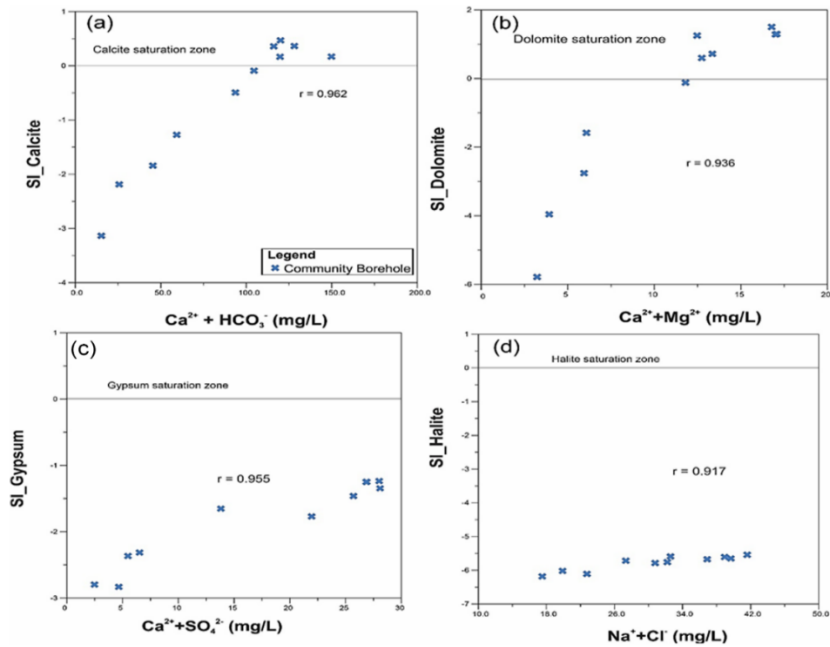 (a)
1
Calcite saturation zone
0
r = 0.962
-1
-2
-3
-4
SI_Calcite
Legend
Community Borehole
0.0 50.0 100.0 150.0 200.0
Ca²⁺ + HCO₃⁻ (mg/L)
(b)
2
Dolomite saturation zone
0
-2
r = 0.936
-4
-6
SI_Dolomite
0 5 10 15 20
Ca²⁺+Mg²⁺ (mg/L)
(c)
1
Gypsum saturation zone
0
-1
r = 0.955
-2
-3
SI_Gypsum
0 5 10 15 20 25 30
Ca²⁺+SO₄²⁻ (mg/L)
(d)
1
Halite saturation zone
0
-1
-2
-3
r = 0.917
-4
-5
-6
-7
SI_Halite
10.0 18.0 26.0 34.0 42.0 50.0
Na⁺+Cl⁻ (mg/L)